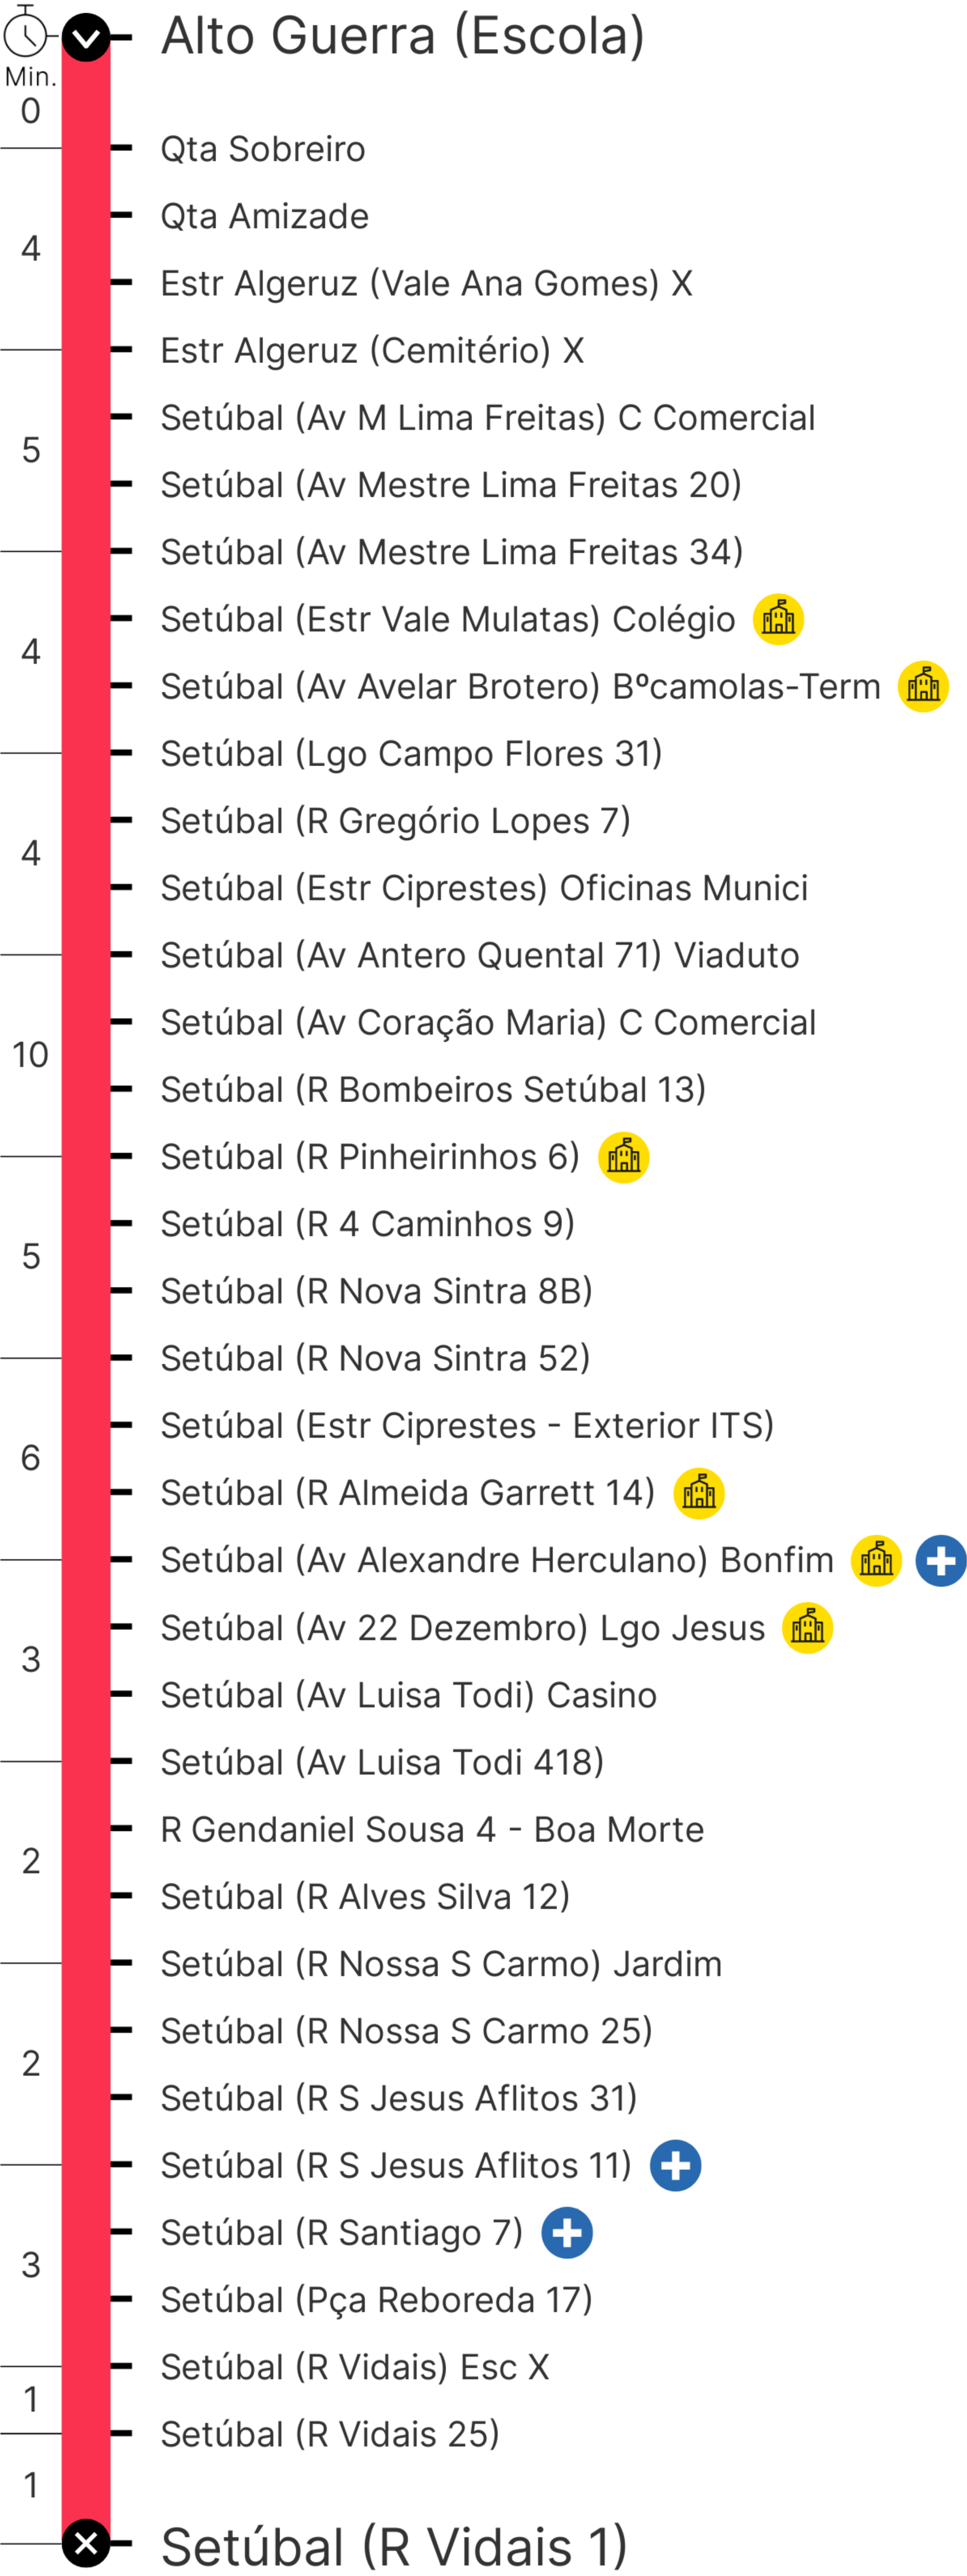 Alto Guerra (Escola)
Min.
0
Qta Sobreiro
Qta Amizade
4
Estr Algeruz (Vale Ana Gomes) X
Estr Algeruz (Cemitério) X
Setúbal (Av M Lima Freitas) C Comercial
5
Setúbal (Av Mestre Lima Freitas 20)
Setúbal (Av Mestre Lima Freitas 34)
Setúbal (Estr Vale Mulatas) Colégio
4
Setúbal (Av Avelar Brotero) Bºcamolas-Term
Setúbal (Lgo Campo Flores 31)
Setúbal (R Gregório Lopes 7)
4
Setúbal (Estr Ciprestes) Oficinas Munici
Setúbal (Av Antero Quental 71) Viaduto
Setúbal (Av Coração Maria) C Comercial
10
Setúbal (R Bombeiros Setúbal 13)
Setúbal (R Pinheirinhos 6)
Setúbal (R 4 Caminhos 9)
5
Setúbal (R Nova Sintra 8B)
Setúbal (R Nova Sintra 52)
Setúbal (Estr Ciprestes - Exterior ITS)
6
Setúbal (R Almeida Garrett 14)
Setúbal (Av Alexandre Herculano) Bonfim
Setúbal (Av 22 Dezembro) Lgo Jesus
3
Setúbal (Av Luisa Todi) Casino
Setúbal (Av Luisa Todi 418)
R Gendaniel Sousa 4 - Boa Morte
2
Setúbal (R Alves Silva 12)
Setúbal (R Nossa S Carmo) Jardim
Setúbal (R Nossa S Carmo 25)
2
Setúbal (R S Jesus Aflitos 31)
Setúbal (R S Jesus Aflitos 11)
Setúbal (R Santiago 7)
3
Setúbal (Pça Reboreda 17)
Setúbal (R Vidais) Esc X
1
Setúbal (R Vidais 25)
1
Setúbal (R Vidais 1)